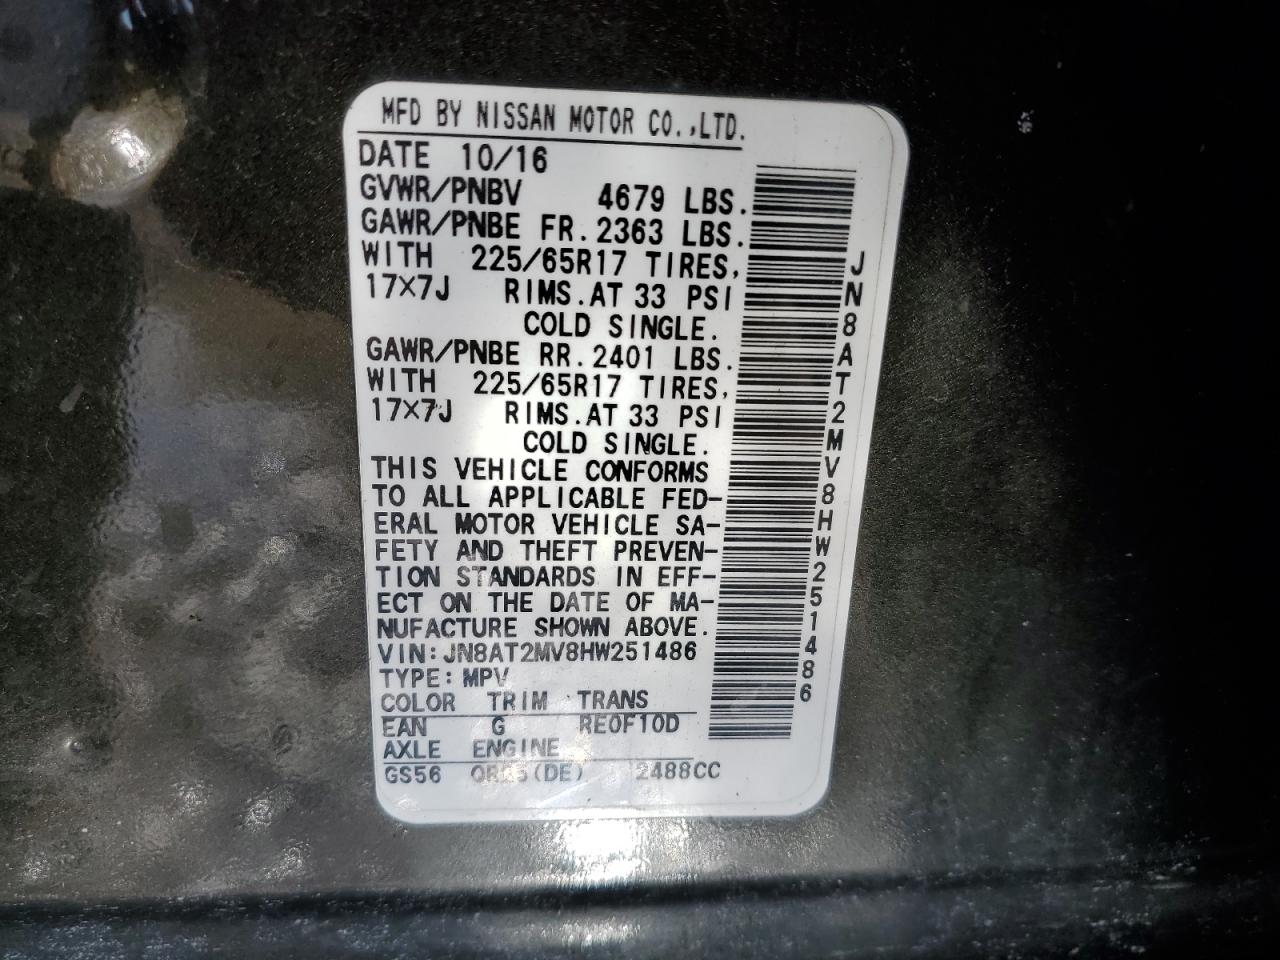 MFD BY NISSAN MOTOR CO.,LTD.
DATE 10/16
GVWR/PNBV 4679 LBS.
GAWR/PNBE FR. 2363 LBS.
WITH 225/65R17 TIRES,
17X7J RIMS.AT 33 PSI
COLD SINGLE.
GAWR/PNBE RR. 2401 LBS.
WITH 225/65R17 TIRES,
17X7J RIMS.AT 33 PSI
COLD SINGLE.
THIS VEHICLE CONFORMS
TO ALL APPLICABLE FED-
ERAL MOTOR VEHICLE SA-
FETY AND THEFT PREVEN-
TION STANDARDS IN EFF-
ECT ON THE DATE OF MA-
NUFACTURE SHOWN ABOVE.
VIN:JN8AT2MV8HW251486
TYPE:MPV
COLOR TRIM TRANS
EAN G RE0F10D
AXLE ENGINE
GS56 2488CC
JN8AT2MV8HW251486